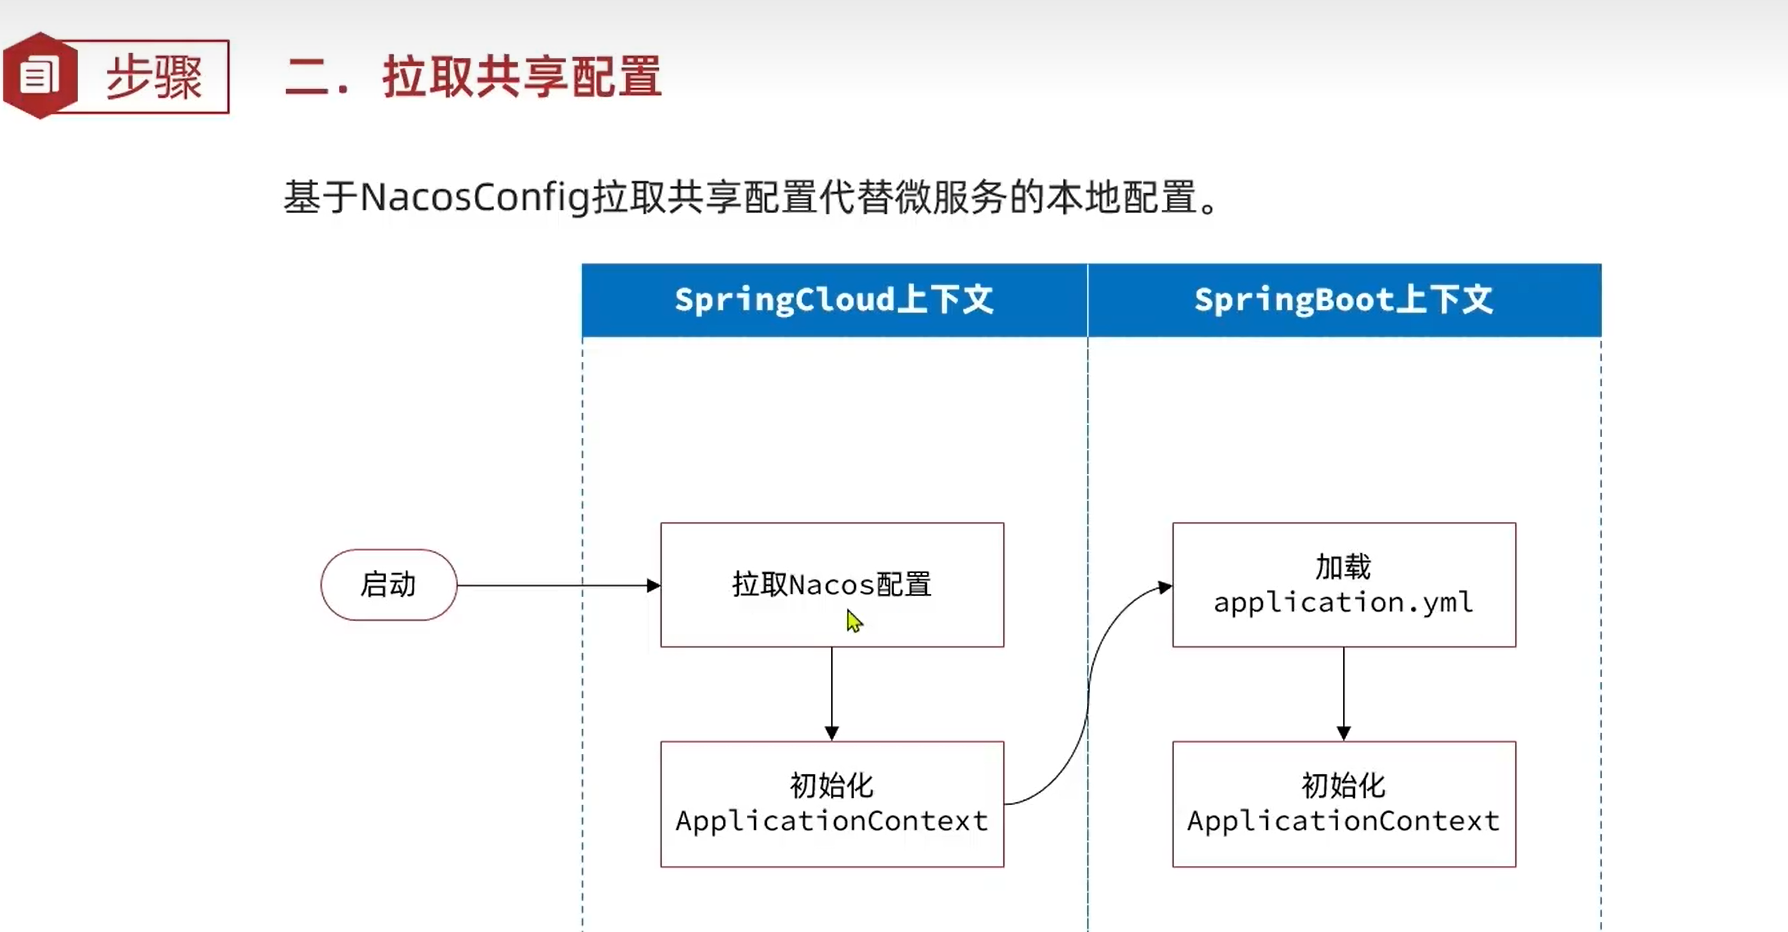 步骤
二. 拉取共享配置
基于NacosConfig拉取共享配置代替微服务的本地配置。
SpringCloud上下文
SpringBoot上下文
启动
拉取Nacos配置
加载
application.yml
初始化
ApplicationContext
初始化
ApplicationContext